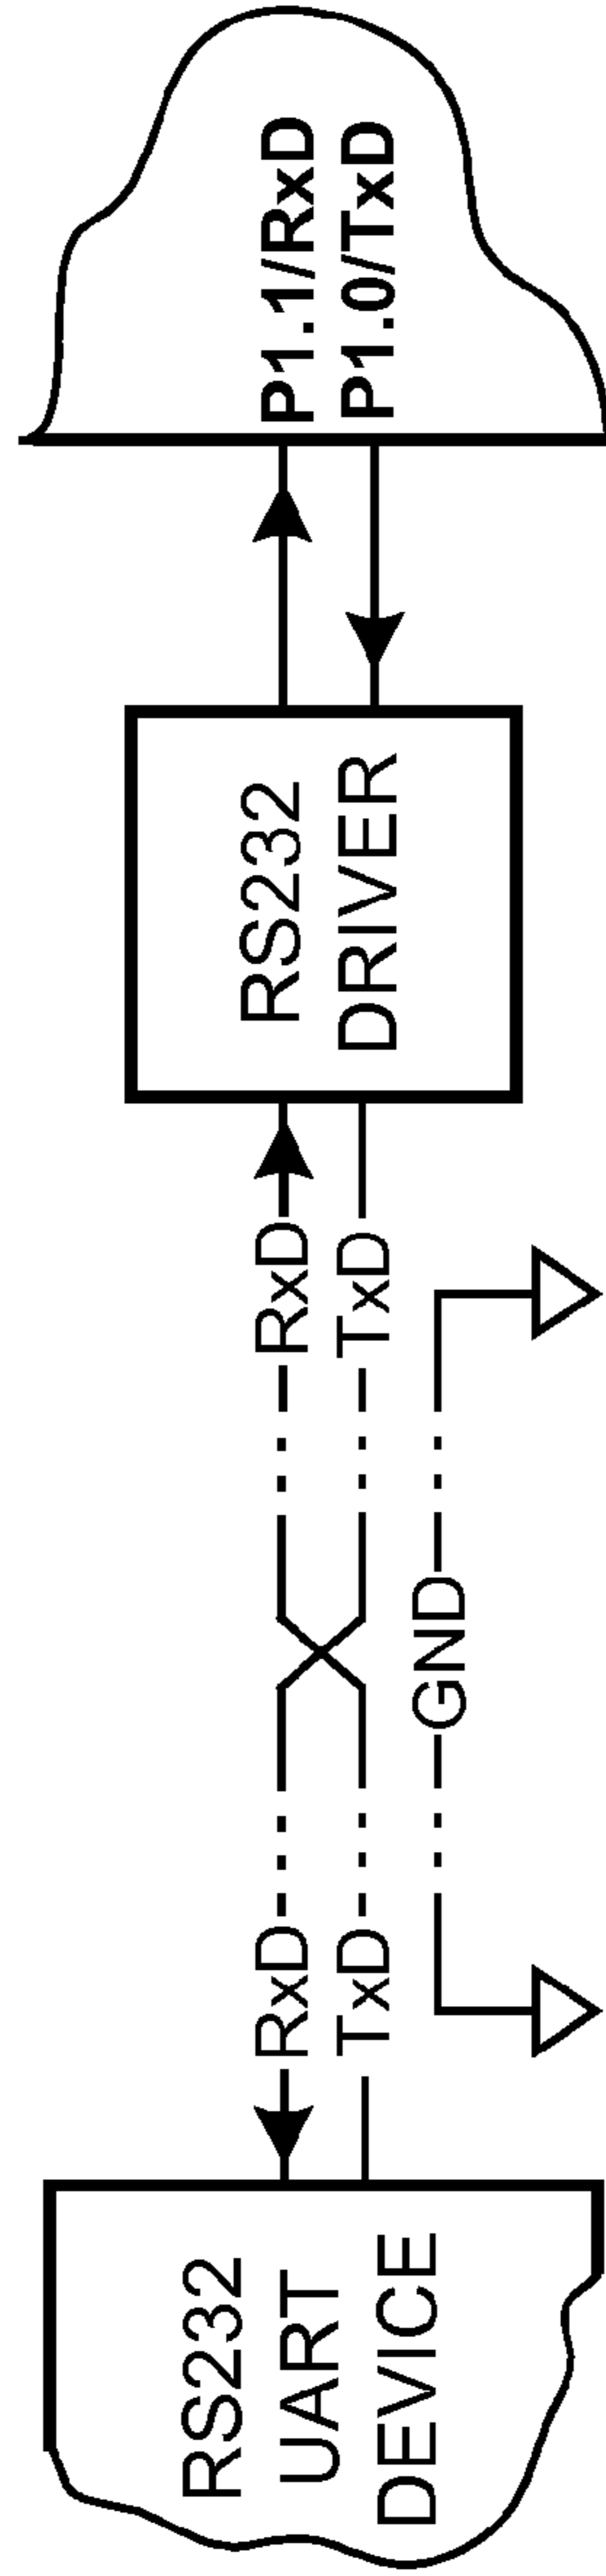 RS232
UART
DEVICE
RxD
RxD
TxD
TxD
GND
RS232
DRIVER
P1.1/RxD
P1.0/TxD